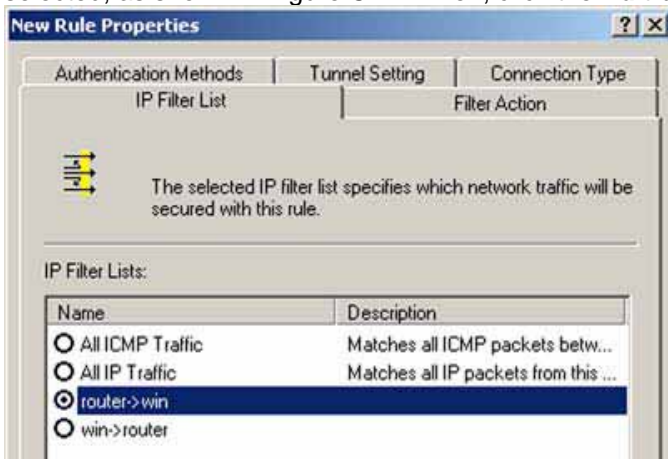 New Rule Properties
Authentication Methods Tunnel Setting Connection Type
IP Filter List Filter Action
The selected IP filter list specifies which network traffic will be
secured with this rule.
IP Filter Lists:
Name Description
All ICMP Traffic Matches all ICMP packets betw...
All IP Traffic Matches all IP packets from this ...
router->win
win->router